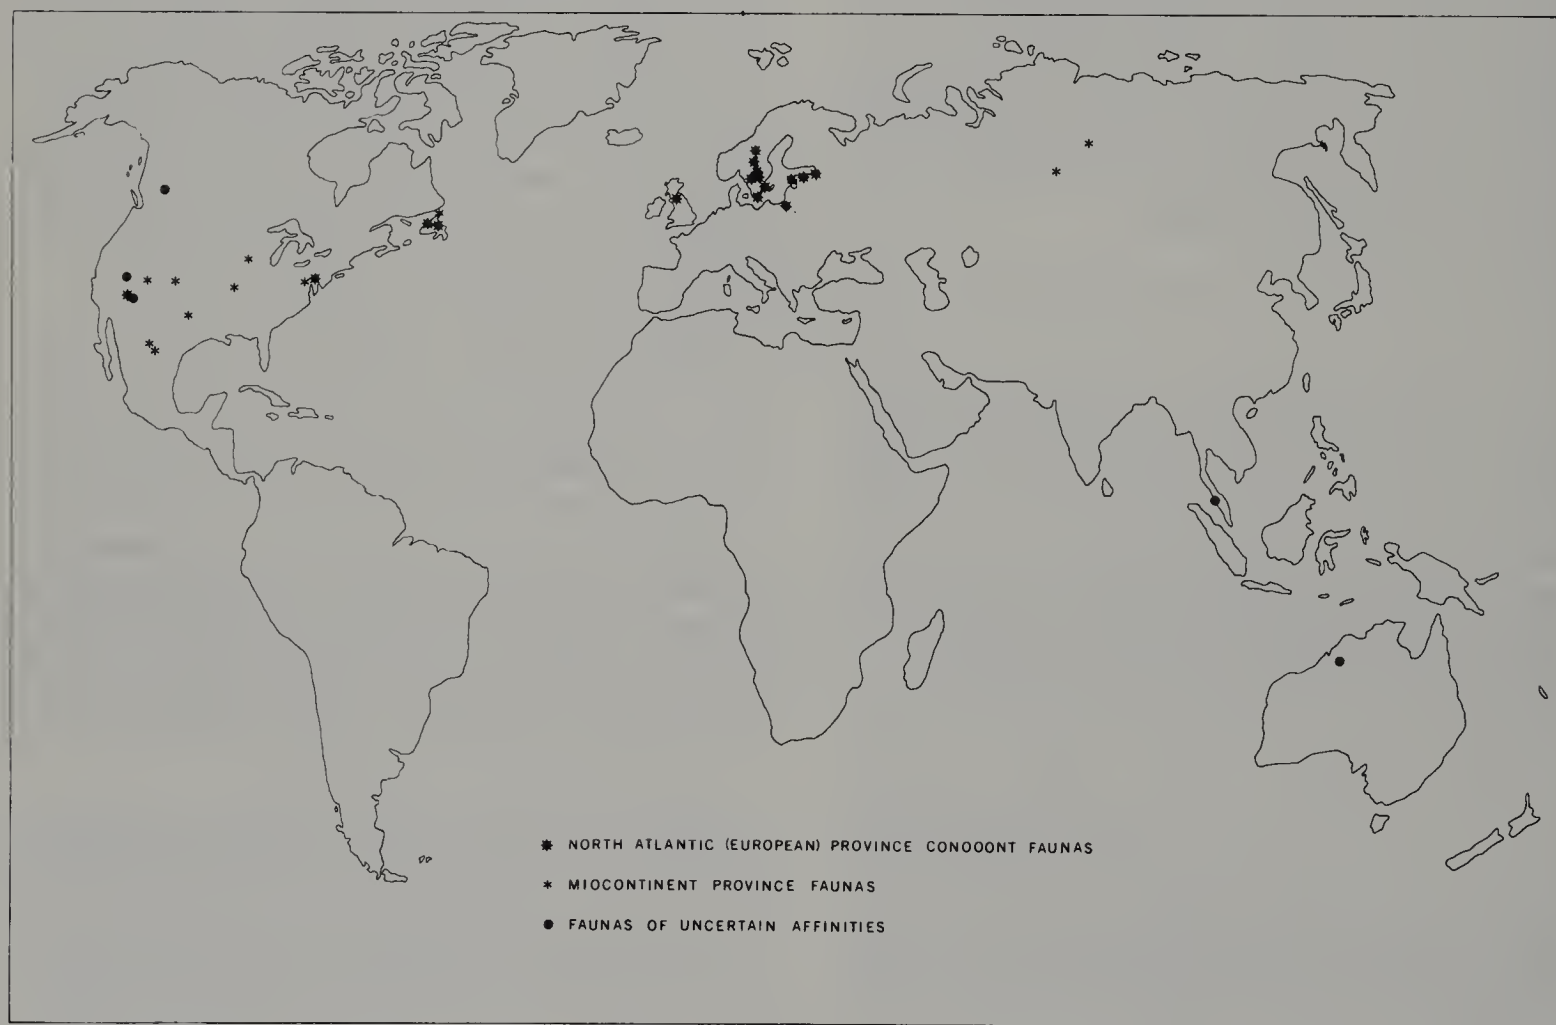 NORTH ATLANTIC (EUROPEAN) PROVINCE CONOOONT FAUNAS
MIOCONTINENT PROVINCE FAUNAS
FAUNAS OF UNCERTAIN AFFINITIES